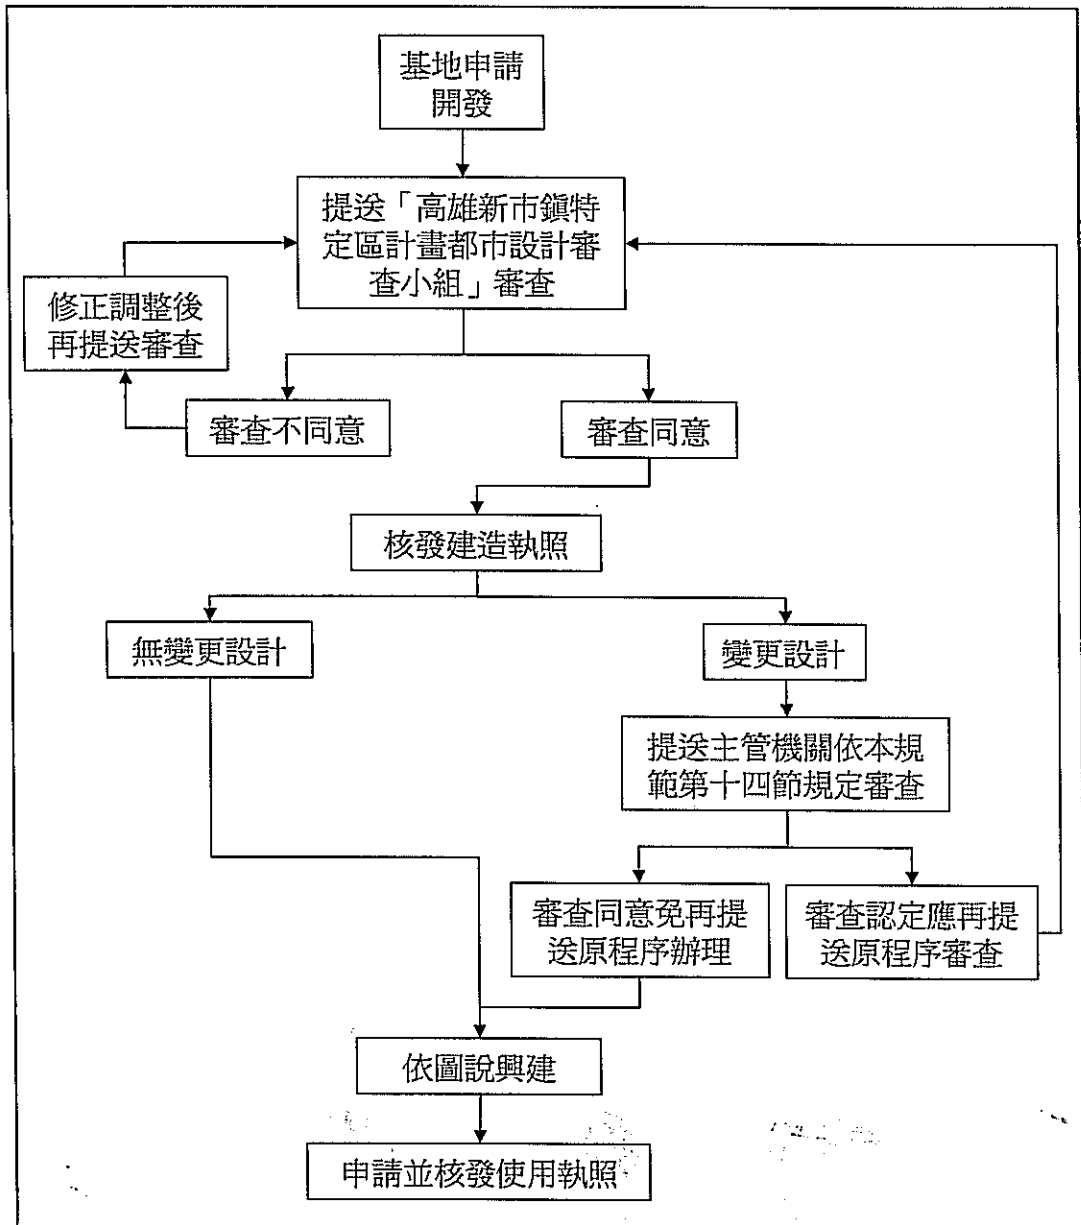 基地申請
開發
提送「高雄新市鎮特
定區計畫都市設計審
查小組」審查
修正調整後
再提送審查
審查不同意
審查同意
核發建造執照
無變更設計
變更設計
提送主管機關依本規
範第十四節規定審查
審查同意免再提
送原程序辦理
審查認定應再提
送原程序審查
依圖說興建
申請並核發使用執照